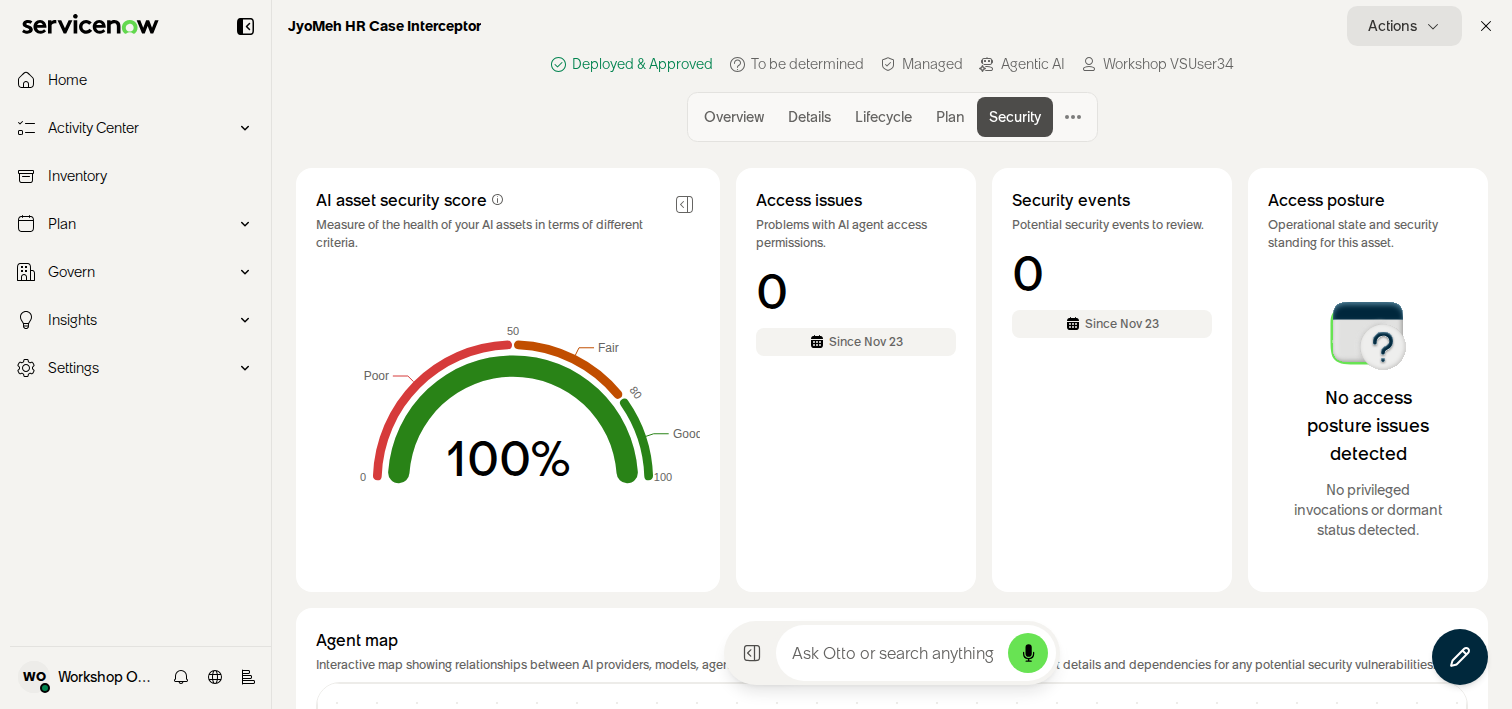 servicenow
JyoMeh HR Case Interceptor
Actions
Deployed & Approved
To be determined
Managed
Agentic AI
Workshop VSUser34
Home
Activity Center
Inventory
Plan
Govern
Insights
Settings
Overview
Details
Lifecycle
Plan
Security
AI asset security score
Measure of the health of your AI assets in terms of different
criteria.
50
Fair
Poor
80
Good
100%
0
100
Access issues
Problems with AI agent access
permissions.
0
Since Nov 23
Security events
Potential security events to review.
0
Since Nov 23
Access posture
Operational state and security
standing for this asset.
?
No access
posture issues
detected
No privileged
invocations or dormant
status detected.
Agent map
Interactive map showing relationships between AI providers, models,
details and dependencies for any potential security vulnerabilities
Ask Otto or search anything
WO
Workshop O...